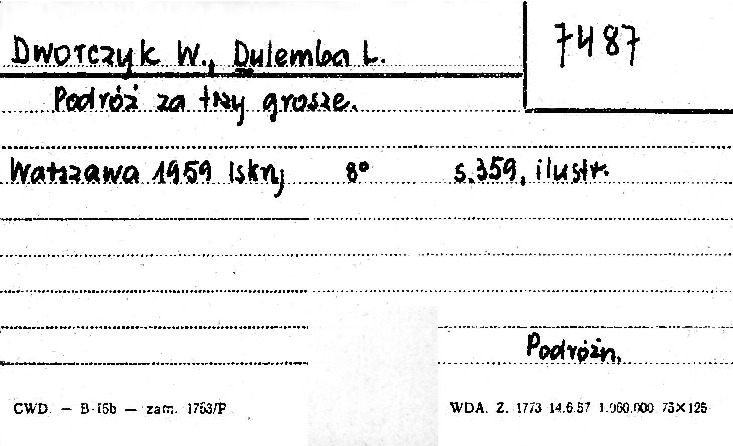 7487
Dworczyk W., Dulemba L.
Podróż za trzy grosze.
Warszawa 1959 Iskry 8° s.359, ilustr.
Podróżn.
CWD. — B-15b — zam. 1753/P WDA. Z. 1773 14.6.57 1.000.000 75×125